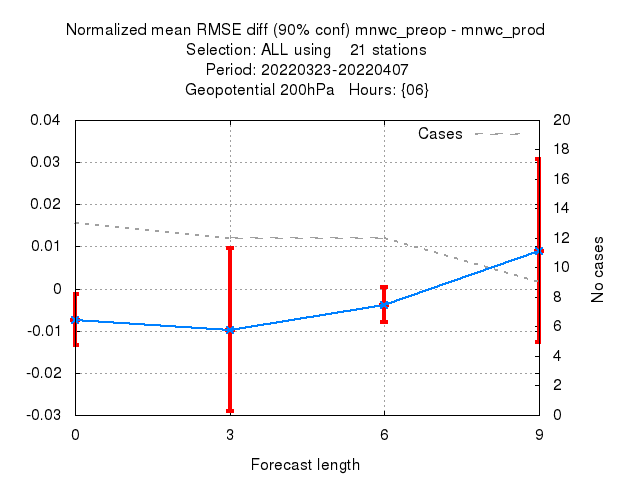 Normalized mean RMSE diff (90% conf) mnwc_preop - mnwc_prod
Selection: ALL using 21 stations
Period: 20220323-20220407
Geopotential 200hPa Hours: {06}
Cases
0.04
0.04
0.02
0.01
0
-0.01
-0.02
-0.03
20
18
16
14
12
10
8
6
4
2
0
No cases
0 3 6 9
Forecast length